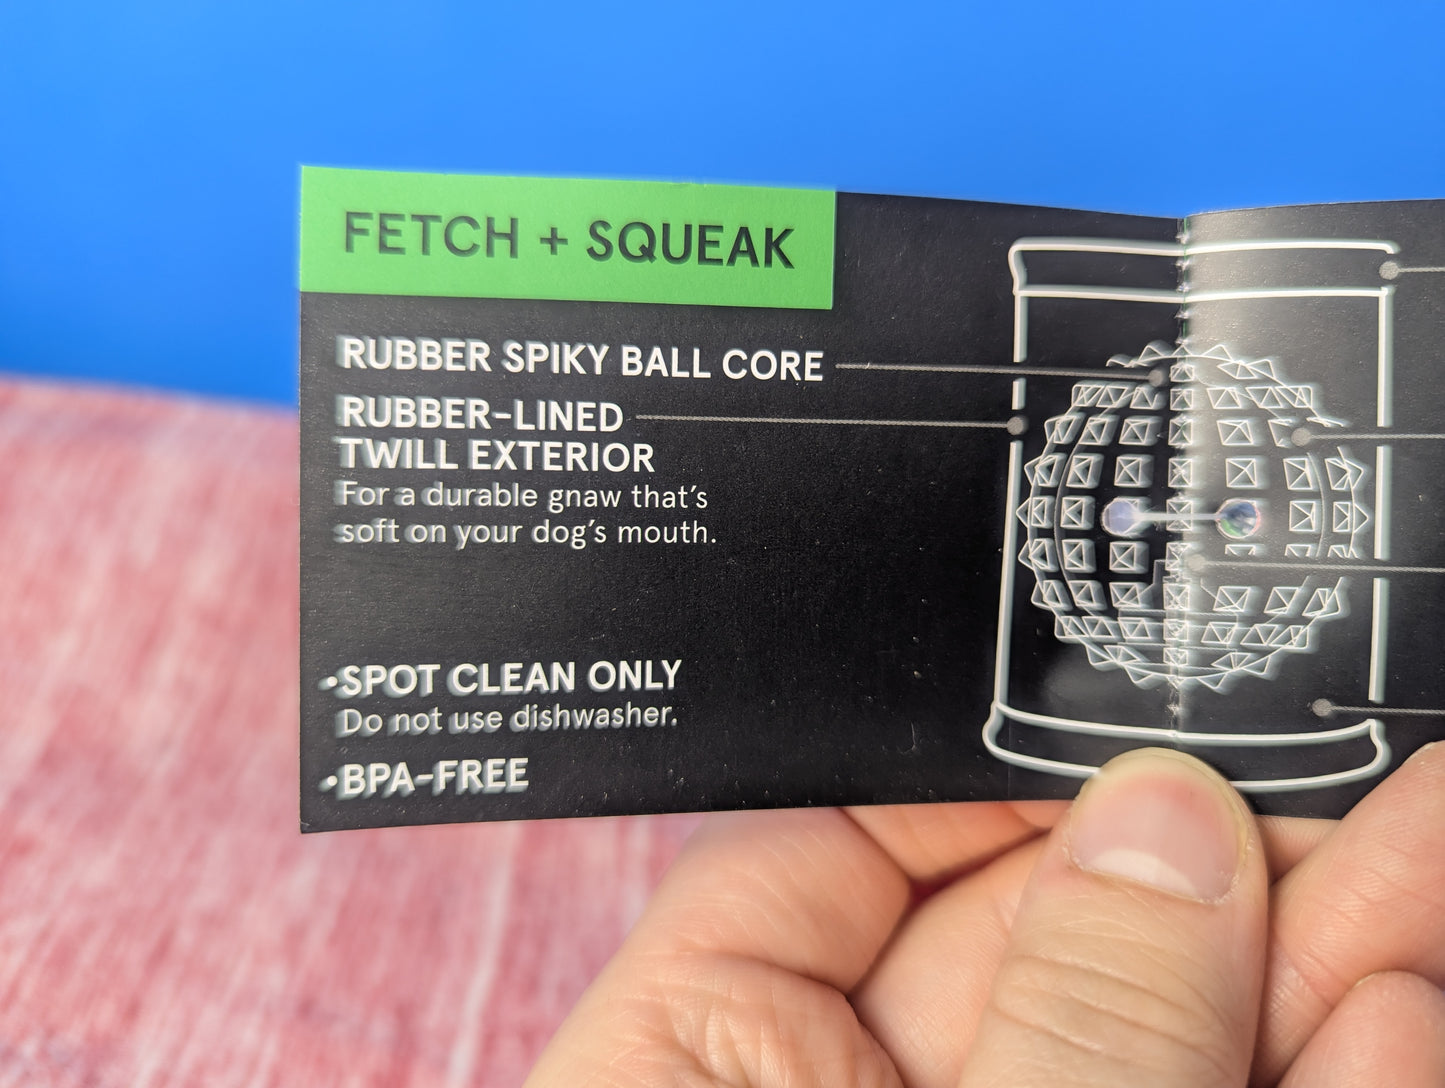 FETCH + SQUEAK
RUBBER SPIKY BALL CORE
RUBBER-LINED
TWILL EXTERIOR
For a durable gnaw that's
soft on your dog's mouth.
•SPOT CLEAN ONLY
Do not use dishwasher.
•BPA-FREE